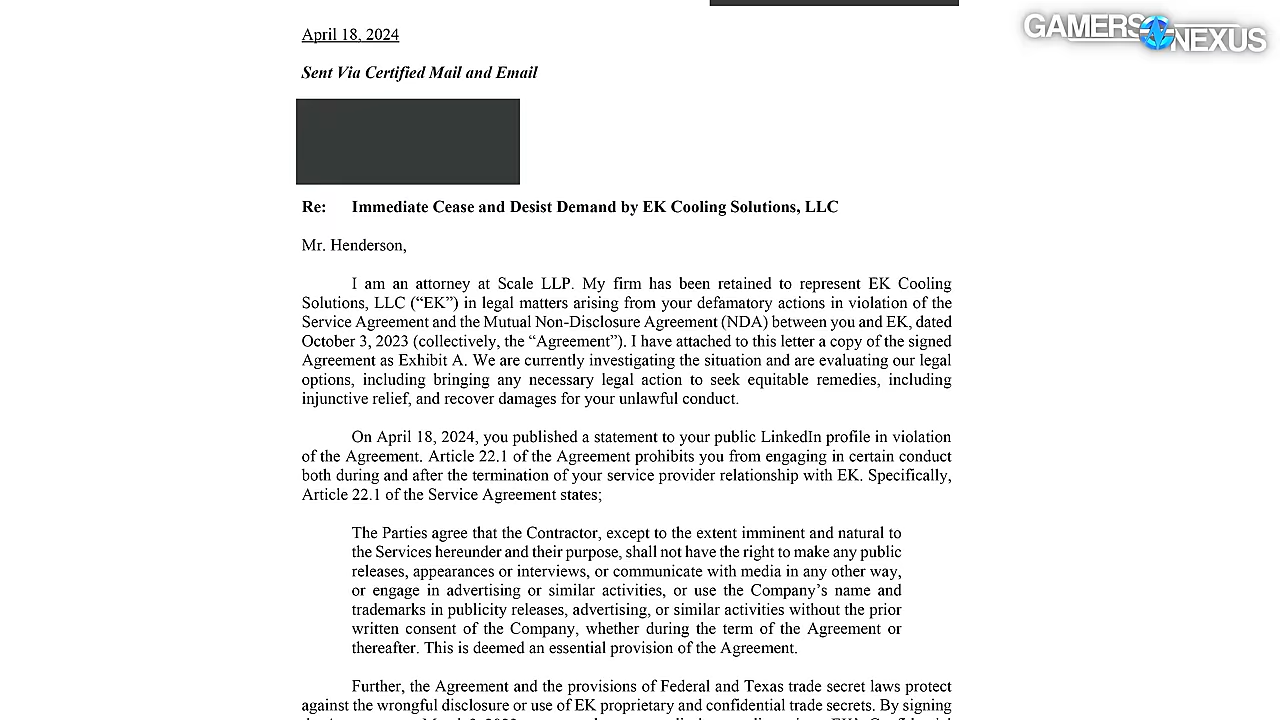 GAMERS NEXUS
April 18, 2024
Sent Via Certified Mail and Email
Re: Immediate Cease and Desist Demand by EK Cooling Solutions, LLC
Mr. Henderson,
I am an attorney at Scale LLP. My firm has been retained to represent EK Cooling
Solutions, LLC (“EK”) in legal matters arising from your defamatory actions in violation of the
Service Agreement and the Mutual Non-Disclosure Agreement (NDA) between you and EK, dated
October 3, 2023 (collectively, the “Agreement”). I have attached to this letter a copy of the signed
Agreement as Exhibit A. We are currently investigating the situation and are evaluating our legal
options, including bringing any necessary legal action to seek equitable remedies, including
injunctive relief, and recover damages for your unlawful conduct.
On April 18, 2024, you published a statement to your public LinkedIn profile in violation
of the Agreement. Article 22.1 of the Agreement prohibits you from engaging in certain conduct
both during and after the termination of your service provider relationship with EK. Specifically,
Article 22.1 of the Service Agreement states;
The Parties agree that the Contractor, except to the extent imminent and natural to
the Services hereunder and their purpose, shall not have the right to make any public
releases, appearances or interviews, or communicate with media in any other way,
or engage in advertising or similar activities, or use the Company’s name and
trademarks in publicity releases, advertising, or similar activities without the prior
written consent of the Company, whether during the term of the Agreement or
thereafter. This is deemed an essential provision of the Agreement.
Further, the Agreement and the provisions of Federal and Texas trade secret laws protect
against the wrongful disclosure or use of EK proprietary and confidential trade secrets. By signing